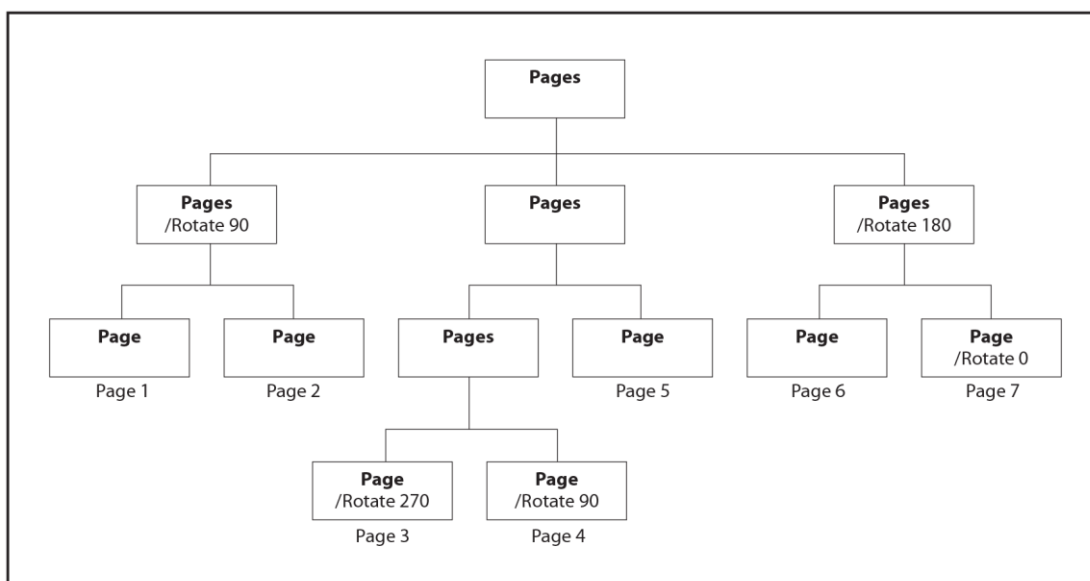 Pages
Pages
/Rotate 90
Pages
Pages
/Rotate 180
Page
Page 1
Page
Page 2
Pages
Page
Page 5
Page
Page 6
Page
/Rotate 0
Page 7
Page
/Rotate 270
Page 3
Page
/Rotate 90
Page 4